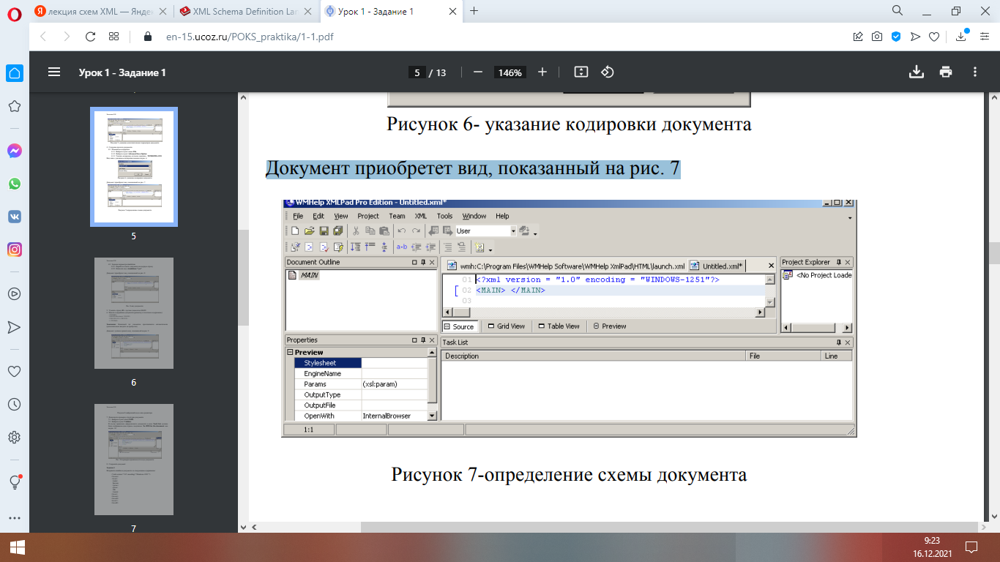 лекция схем XML — Яндек
XML Schema Definition Lan
Урок 1 - Задание 1
en-15.ucoz.ru/POKS_praktika/1-1.pdf
Урок 1 - Задание 1
5 / 13
146%
Рисунок 6- указание кодировки документа
Документ приобретет вид, показанный на рис. 7
WMHelp XMLPad Pro Edition - Untitled.xml*
File Edit View Project Team XML Tools Window Help
User
a-b
Document Outline
MAIN
wmh:C:\Program Files\WMHelp Software\WMHelp XmlPad\HTML\launch.xml
Untitled.xml*
01 <?xml version = "1.0" encoding = "WINDOWS-1251"?>
02 <MAIN> </MAIN>
03
Source Grid View Table View Preview
Project Explorer
<No Project Loade
Properties
Preview
Stylesheet
EngineName
Params (xsl:param)
OutputType
OutputFile
OpenWith InternalBrowser
Task List
Description File Line
1:1
Рисунок 7-определение схемы документа
5
6
7
9:23
16.12.2021